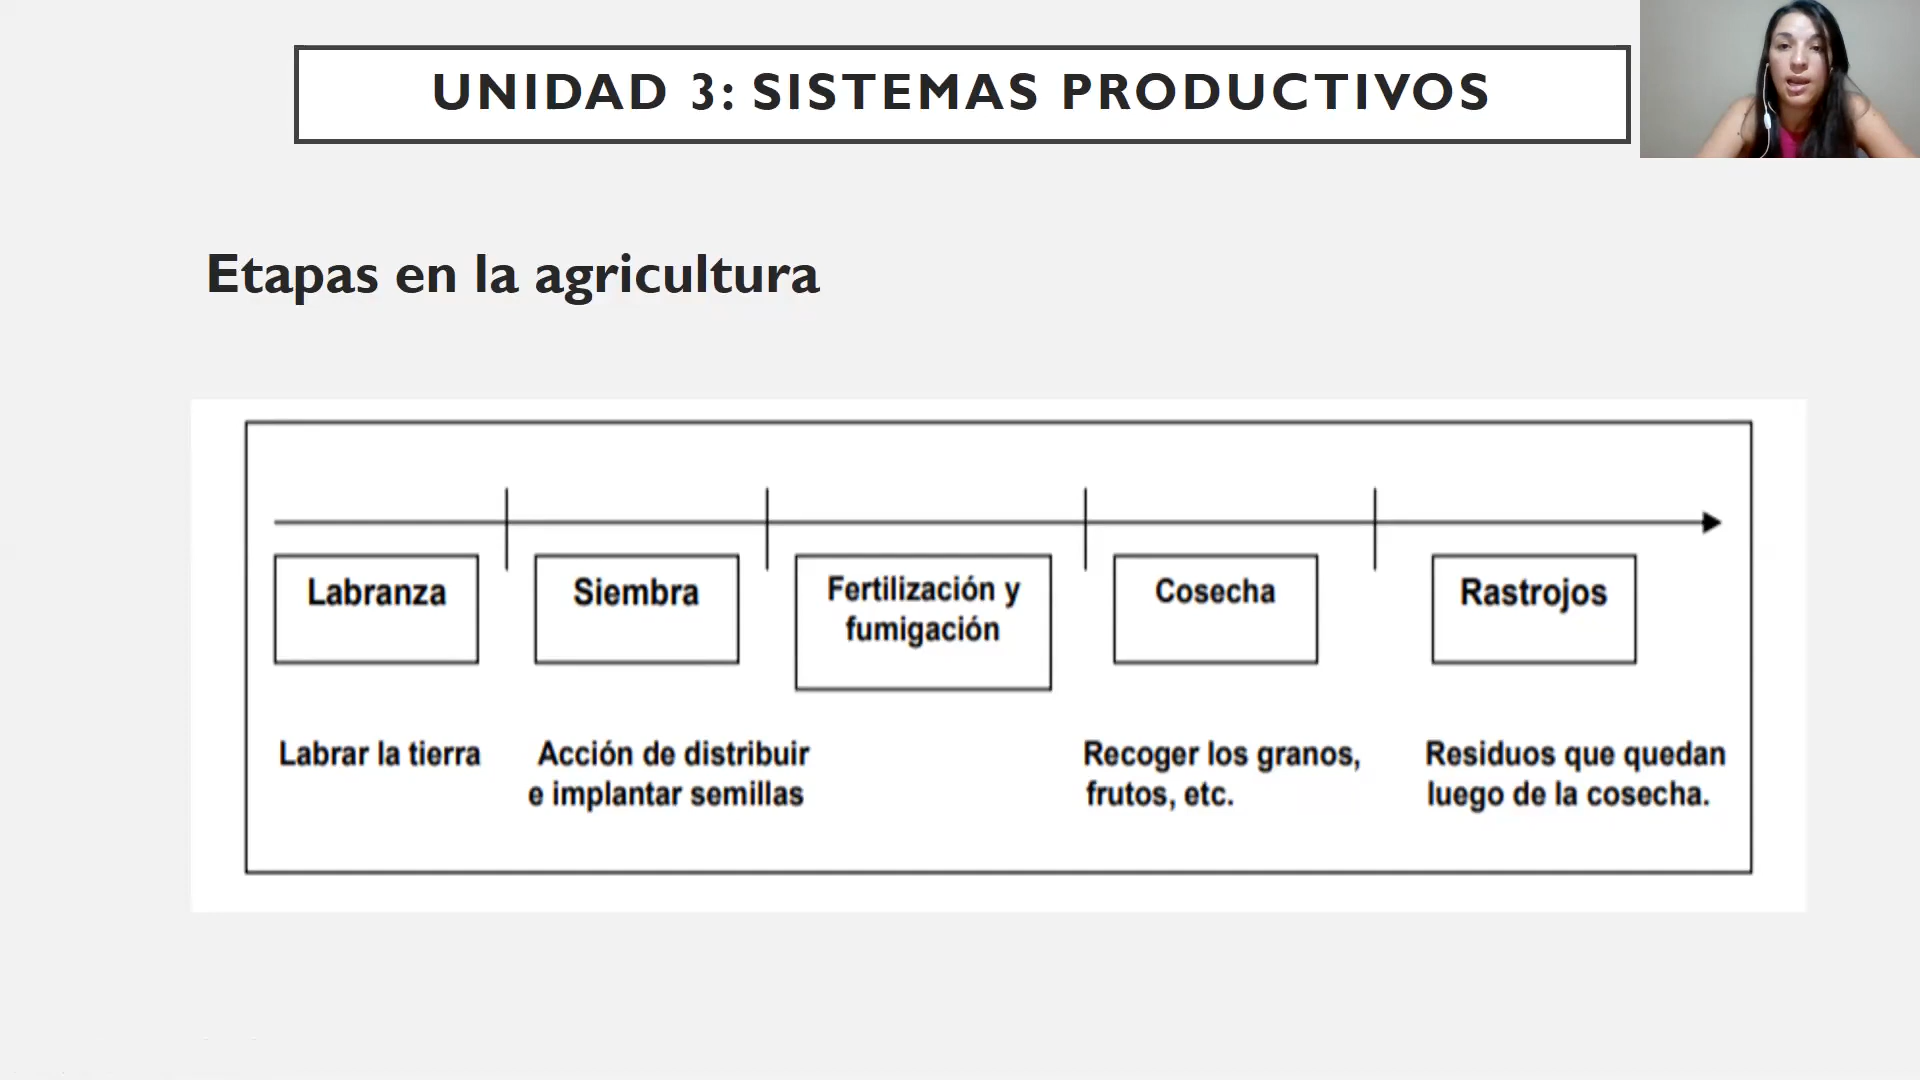 UNIDAD 3: SISTEMAS PRODUCTIVOS
Etapas en la agricultura
Labranza
Siembra
Fertilización y
fumigación
Cosecha
Rastrojos
Labrar la tierra
Acción de distribuir
e implantar semillas
Recoger los granos,
frutos, etc.
Residuos que quedan
luego de la cosecha.